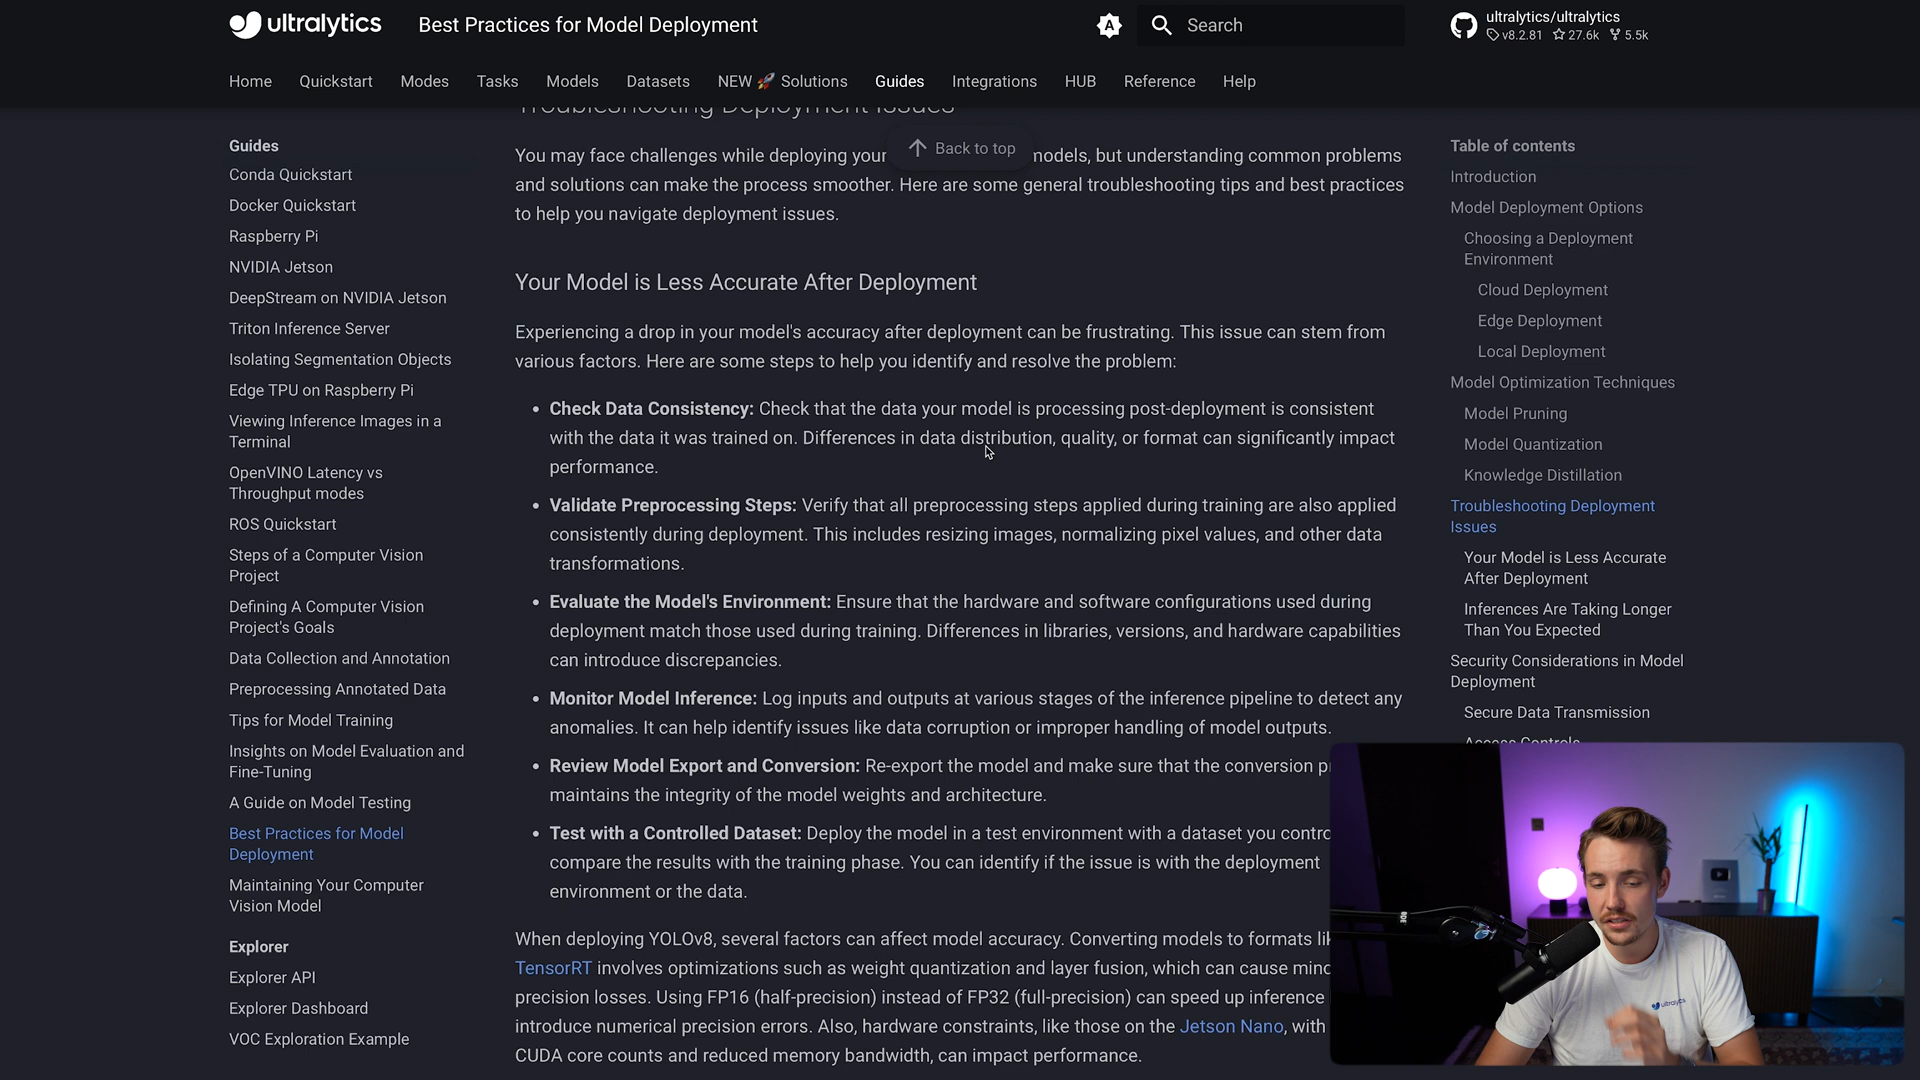 ultralytics
Best Practices for Model Deployment
A
Search
ultralytics/ultralytics
v8.2.81 27.6k 5.5k
Home Quickstart Modes Tasks Models Datasets NEW 🚀 Solutions Guides Integrations HUB Reference Help
Guides
Conda Quickstart
Docker Quickstart
Raspberry Pi
NVIDIA Jetson
DeepStream on NVIDIA Jetson
Triton Inference Server
Isolating Segmentation Objects
Edge TPU on Raspberry Pi
Viewing Inference Images in a
Terminal
OpenVINO Latency vs
Throughput modes
ROS Quickstart
Steps of a Computer Vision
Project
Defining A Computer Vision
Project's Goals
Data Collection and Annotation
Preprocessing Annotated Data
Tips for Model Training
Insights on Model Evaluation and
Fine-Tuning
A Guide on Model Testing
Best Practices for Model
Deployment
Maintaining Your Computer
Vision Model
Explorer
Explorer API
Explorer Dashboard
VOC Exploration Example
Troubleshooting Deployment Issues
Back to top
You may face challenges while deploying your models, but understanding common problems
and solutions can make the process smoother. Here are some general troubleshooting tips and best practices
to help you navigate deployment issues.
Your Model is Less Accurate After Deployment
Experiencing a drop in your model's accuracy after deployment can be frustrating. This issue can stem from
various factors. Here are some steps to help you identify and resolve the problem:
• Check Data Consistency: Check that the data your model is processing post-deployment is consistent
with the data it was trained on. Differences in data distribution, quality, or format can significantly impact
performance.
• Validate Preprocessing Steps: Verify that all preprocessing steps applied during training are also applied
consistently during deployment. This includes resizing images, normalizing pixel values, and other data
transformations.
• Evaluate the Model's Environment: Ensure that the hardware and software configurations used during
deployment match those used during training. Differences in libraries, versions, and hardware capabilities
can introduce discrepancies.
• Monitor Model Inference: Log inputs and outputs at various stages of the inference pipeline to detect any
anomalies. It can help identify issues like data corruption or improper handling of model outputs.
• Review Model Export and Conversion: Re-export the model and make sure that the conversion
maintains the integrity of the model weights and architecture.
• Test with a Controlled Dataset: Deploy the model in a test environment with a dataset you
compare the results with the training phase. You can identify if the issue is with the deployment
environment or the data.
When deploying YOLOv8, several factors can affect model accuracy. Converting models to formats
TensorRT involves optimizations such as weight quantization and layer fusion, which can cause
precision losses. Using FP16 (half-precision) instead of FP32 (full-precision) can speed up inference
introduce numerical precision errors. Also, hardware constraints, like those on the Jetson Nano, with
CUDA core counts and reduced memory bandwidth, can impact performance.
Table of contents
Introduction
Model Deployment Options
Choosing a Deployment
Environment
Cloud Deployment
Edge Deployment
Local Deployment
Model Optimization Techniques
Model Pruning
Model Quantization
Knowledge Distillation
Troubleshooting Deployment
Issues
Your Model is Less Accurate
After Deployment
Inferences Are Taking Longer
Than You Expected
Security Considerations in Model
Deployment
Secure Data Transmission
Access Controls
RØDE
ultralytics